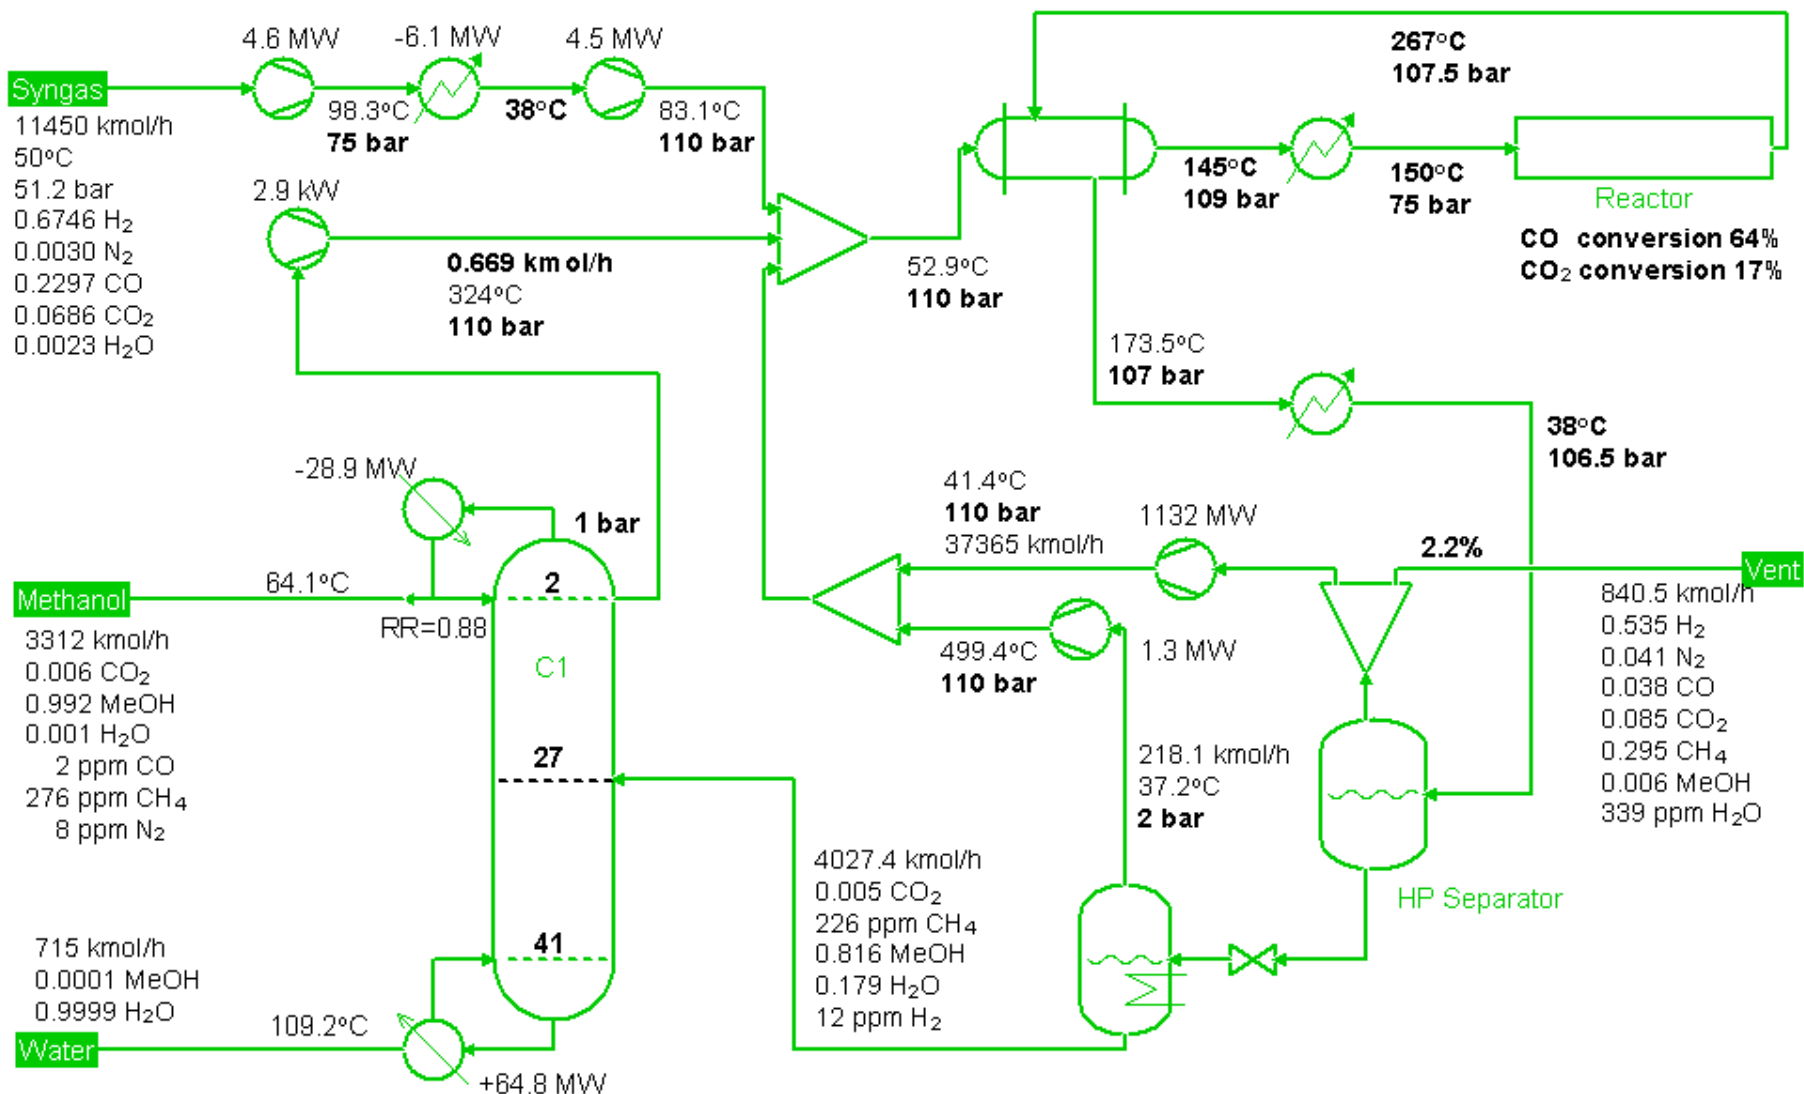 4.6 MW
-6.1 MW
4.5 MW
Syngas
11450 kmol/h
50°C
51.2 bar
0.6746 H₂
0.0030 N₂
0.2297 CO
0.0686 CO₂
0.0023 H₂O
98.3°C
75 bar
38°C
83.1°C
110 bar
2.9 kW
0.669 kmol/h
324°C
110 bar
52.9°C
110 bar
267°C
107.5 bar
145°C
109 bar
150°C
75 bar
Reactor
CO conversion 64%
CO₂ conversion 17%
173.5°C
107 bar
38°C
106.5 bar
-28.9 MW
1 bar
64.1°C
RR=0.88
Methanol
3312 kmol/h
0.006 CO₂
0.992 MeOH
0.001 H₂O
2 ppm CO
276 ppm CH₄
8 ppm N₂
2
C1
27
41
41.4°C
110 bar
37365 kmol/h
1132 MW
2.2%
499.4°C
110 bar
1.3 MW
Vent
840.5 kmol/h
0.535 H₂
0.041 N₂
0.038 CO
0.085 CO₂
0.295 CH₄
0.006 MeOH
339 ppm H₂O
218.1 kmol/h
37.2°C
2 bar
HP Separator
4027.4 kmol/h
0.005 CO₂
226 ppm CH₄
0.816 MeOH
0.179 H₂O
12 ppm H₂
715 kmol/h
0.0001 MeOH
0.9999 H₂O
109.2°C
Water
+64.8 MW